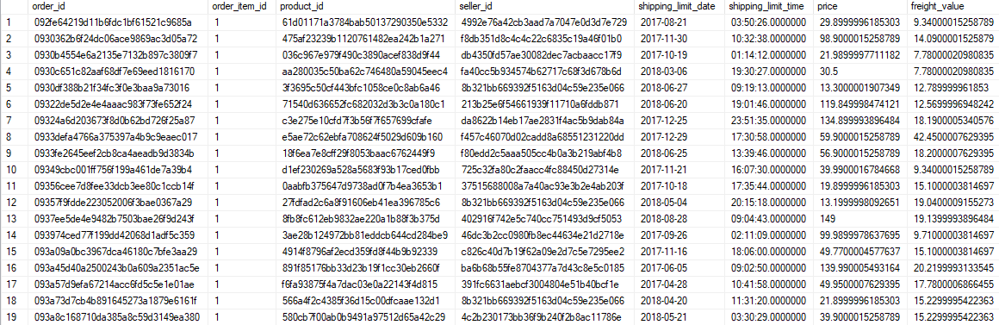 order_id order_item_id product_id seller_id shipping_limit_date shipping_limit_time price freight_value
1 092fe64219d11b6fdc1bf61521c9685a 1 61d01171a3784bab50137290350e5332 4992e76a42cb3aad7a7047e0d3d7e729 2017-08-21 03:50:26.0000000 29.8999996185303 9.34000015258789
2 0930362b6f24dc06ace9869ac3d05a72 1 475af23239b1120761482ea242b1a271 f8db351d8c4c4c22c6835c19a46f01b0 2017-11-30 10:32:38.0000000 98.9000015258789 14.0900001525879
3 0930b4554e6a2135e7132b897c3809f7 1 036c967e979f490c3890acef838d9f44 db4350fd57ae30082dec7acbaacc17f9 2017-10-19 01:14:12.0000000 21.9899997711182 7.78000020980835
4 0930c651c82aaf68df7e69eed1816170 1 aa280035c50ba62c746480a59045eec4 fa40cc5b934574b62717c68f3d678b6d 2018-03-06 19:30:27.0000000 30.5 7.78000020980835
5 0930df388b21f34fc3f0e3baa9a73016 1 3f3695c50cf443bfc1058ce0c8ab6a46 8b321bb669392f5163d04c59e235e066 2018-06-27 09:19:13.0000000 13.3000001907349 12.789999961853
6 09322de5d2e4e4aaac983f73fe652f24 1 71540d636652fc682032d3b3c0a180c1 213b25e6f54661939f11710a6fddb871 2018-06-20 19:01:46.0000000 119.849998474121 12.5699996948242
7 09324a6d203673f8d0b62bd726f25a87 1 c3e275e10cfd7f3b56f7f657699cfafe da8622b14eb17ae2831f4ac5b9dab84a 2017-12-25 23:51:35.0000000 134.899993896484 18.1900005340576
8 0933defa4766a375397a4b9c9eaec017 1 e5ae72c62ebfa708624f5029d609b160 f457c46070d02cadd8a68551231220dd 2017-12-29 17:30:58.0000000 59.9000015258789 42.4500007629395
9 0933fe2645eef2cb8ca4aeadb9d3834b 1 18f6ea7e8cff29f8053baac6762449f9 f80edd2c5aaa505cc4b0a3b219abf4b8 2018-06-25 13:39:46.0000000 56.9000015258789 18.2000007629395
10 09349cbc001ff756f199a461de7a39b4 1 d1ef230269a528a5683f93b17ced0fbb 725c32fa80c2faacc4fc88450d27314e 2017-11-21 16:07:30.0000000 39.9900016784668 9.34000015258789
11 09356cee7d8fee33dcb3ee80c1ccb14f 1 0aabfb375647d9738ad0f7b4ea3653b1 37515688008a7a40ac93e3b2e4ab203f 2017-10-18 17:35:44.0000000 19.8999996185303 15.1000003814697
12 09357f9fdde223052006f3bae0367a29 1 27fdfad2c6a8f91606eb41ea396785c6 8b321bb669392f5163d04c59e235e066 2018-05-04 20:15:18.0000000 13.1999998092651 19.0400009155273
13 0937ee5de4e9482b7503bae26f9d243f 1 8fb8fc612eb9832ae220a1b88f3b375d 402916f742e5c740cc751493d9cf5053 2018-08-28 09:04:43.0000000 149 19.1399993896484
14 093974ced77f199dd42068d1adf5c359 1 3ae28b124972bb81eddcb644cd284be9 46dc3b2cc0980fb8ec44634e21d2718e 2017-09-26 02:11:09.0000000 99.9899978637695 9.71000003814697
15 093a09a0bc3967dca46180c7bfe3aa29 1 4914f8796af2ecd359fd8f44b9b92339 c826c40d7b19f62a09e2d7c5e7295ee2 2017-11-16 18:06:00.0000000 49.7700004577637 15.1000003814697
16 093a45d40a2500243b0a609a2351ac5e 1 891f85176bb33d23b19f1cc30eb2660f ba6b68b55fe8704377a7d43c8e5c0185 2017-06-05 09:02:50.0000000 139.990005493164 20.2199993133545
17 093a57d9efa67214acc6fd5c5e1e01ae 1 f6fa93875f4a7dac03e0a22143f4d815 391fc6631aebcf3004804e51b40bcf1e 2017-04-28 10:41:58.0000000 49.9500007629395 17.7800006866455
18 093a73d7cb4b891645273a1879e6161f 1 566a4f2c4385f36d15c00dfcaae132d1 8b321bb669392f5163d04c59e235e066 2018-04-20 11:31:20.0000000 21.8999996185303 15.2299995422363
19 093a8c168710da385a8c59d3149ea380 1 580cb7f00ab0b9491a97512d65a42c29 4c2b230173bb36f9b240f2b8ac11786e 2018-05-21 03:30:29.0000000 39.9000015258789 15.2299995422363